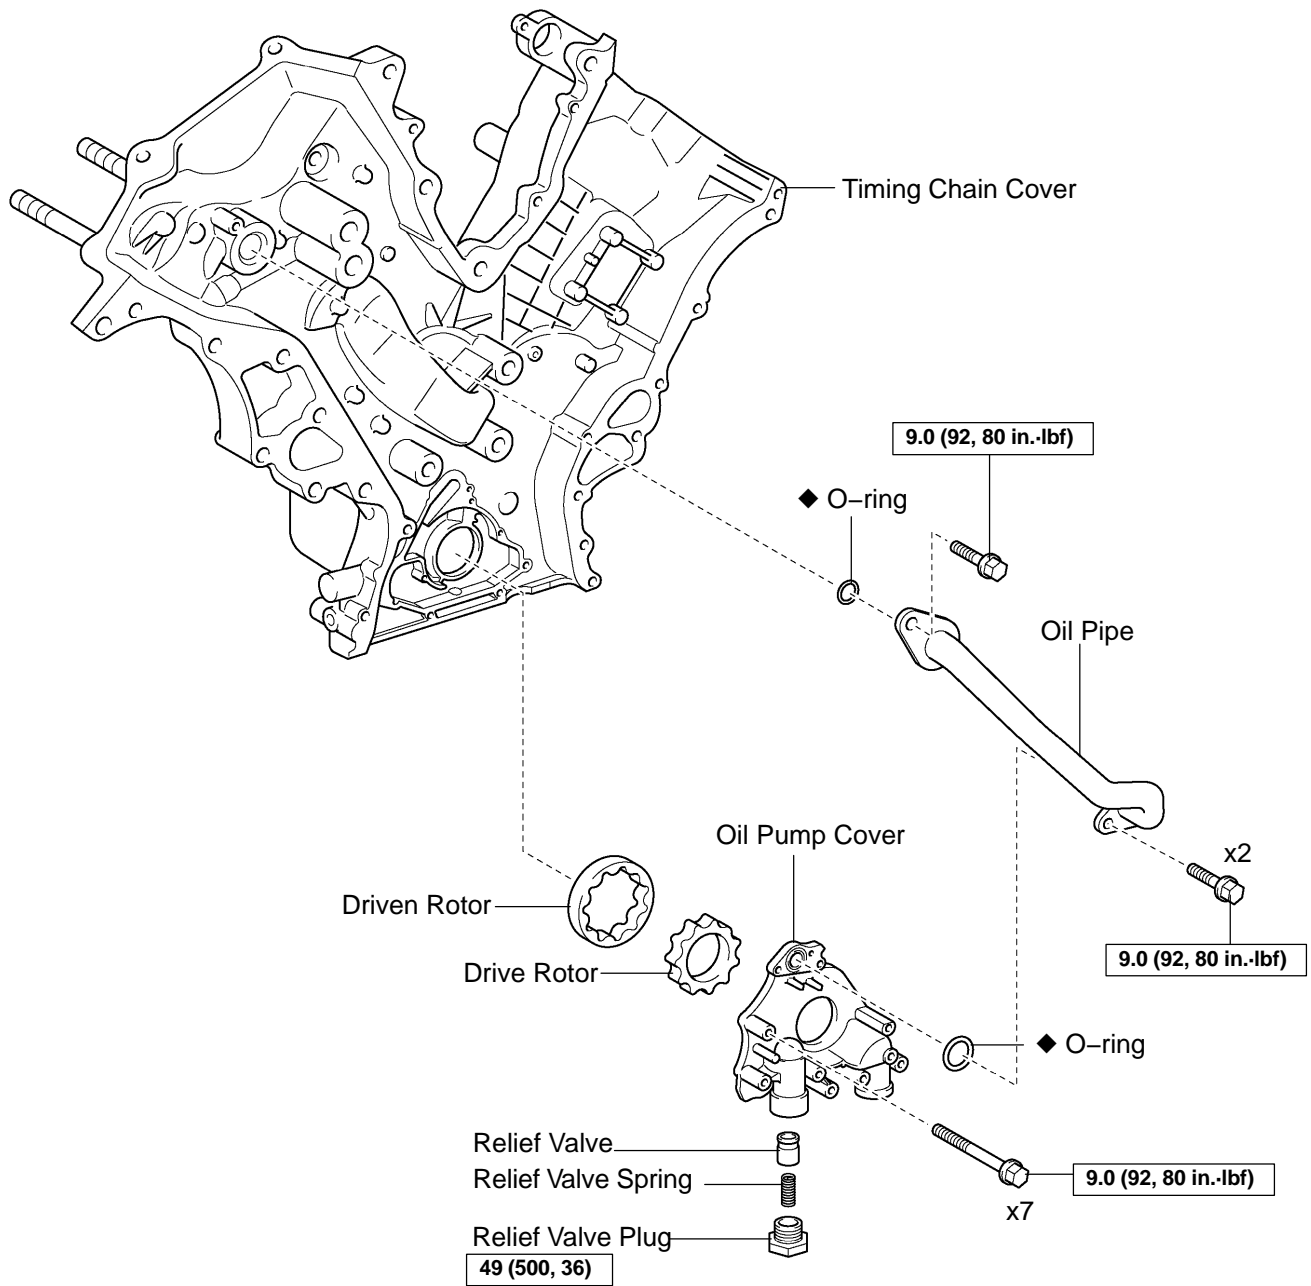 Timing Chain Cover
9.0 (92, 80 in.·lbf)
◆ O–ring
Oil Pipe
Oil Pump Cover
x2
Driven Rotor
9.0 (92, 80 in.·lbf)
Drive Rotor
◆ O–ring
Relief Valve
Relief Valve Spring
9.0 (92, 80 in.·lbf)
x7
Relief Valve Plug
49 (500, 36)